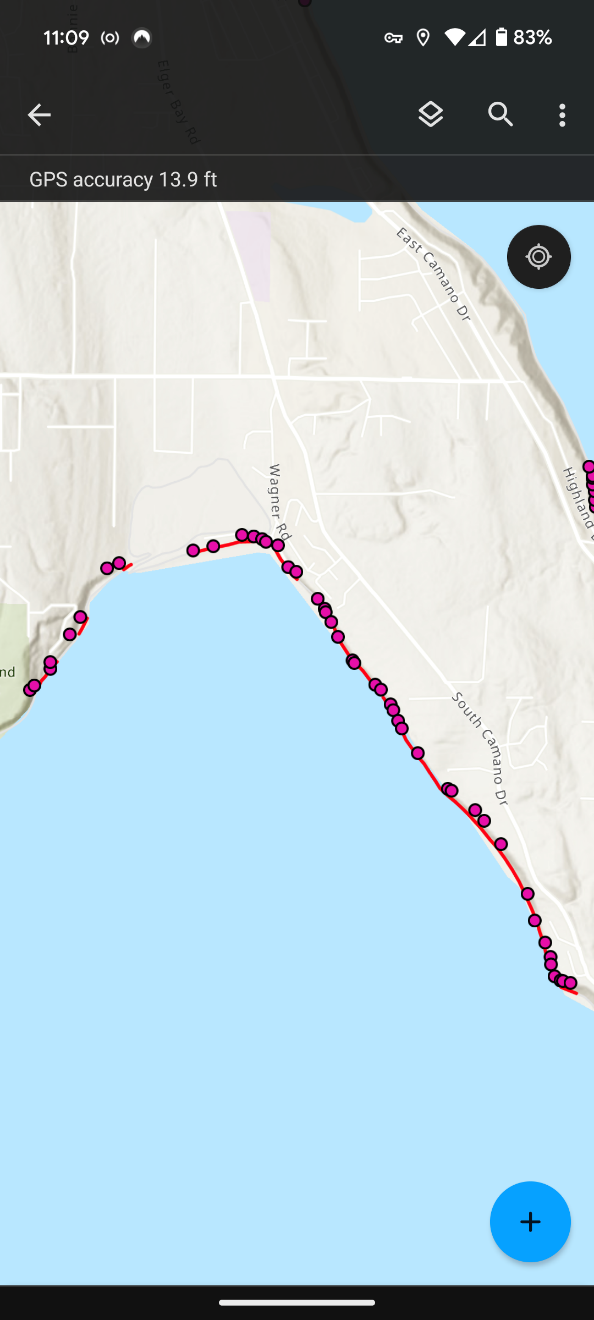 11:09
83%
Elger Bay Rd
GPS accuracy 13.9 ft
East Camano Dr
Highland
Wagner Rd
nd
South Camano Dr